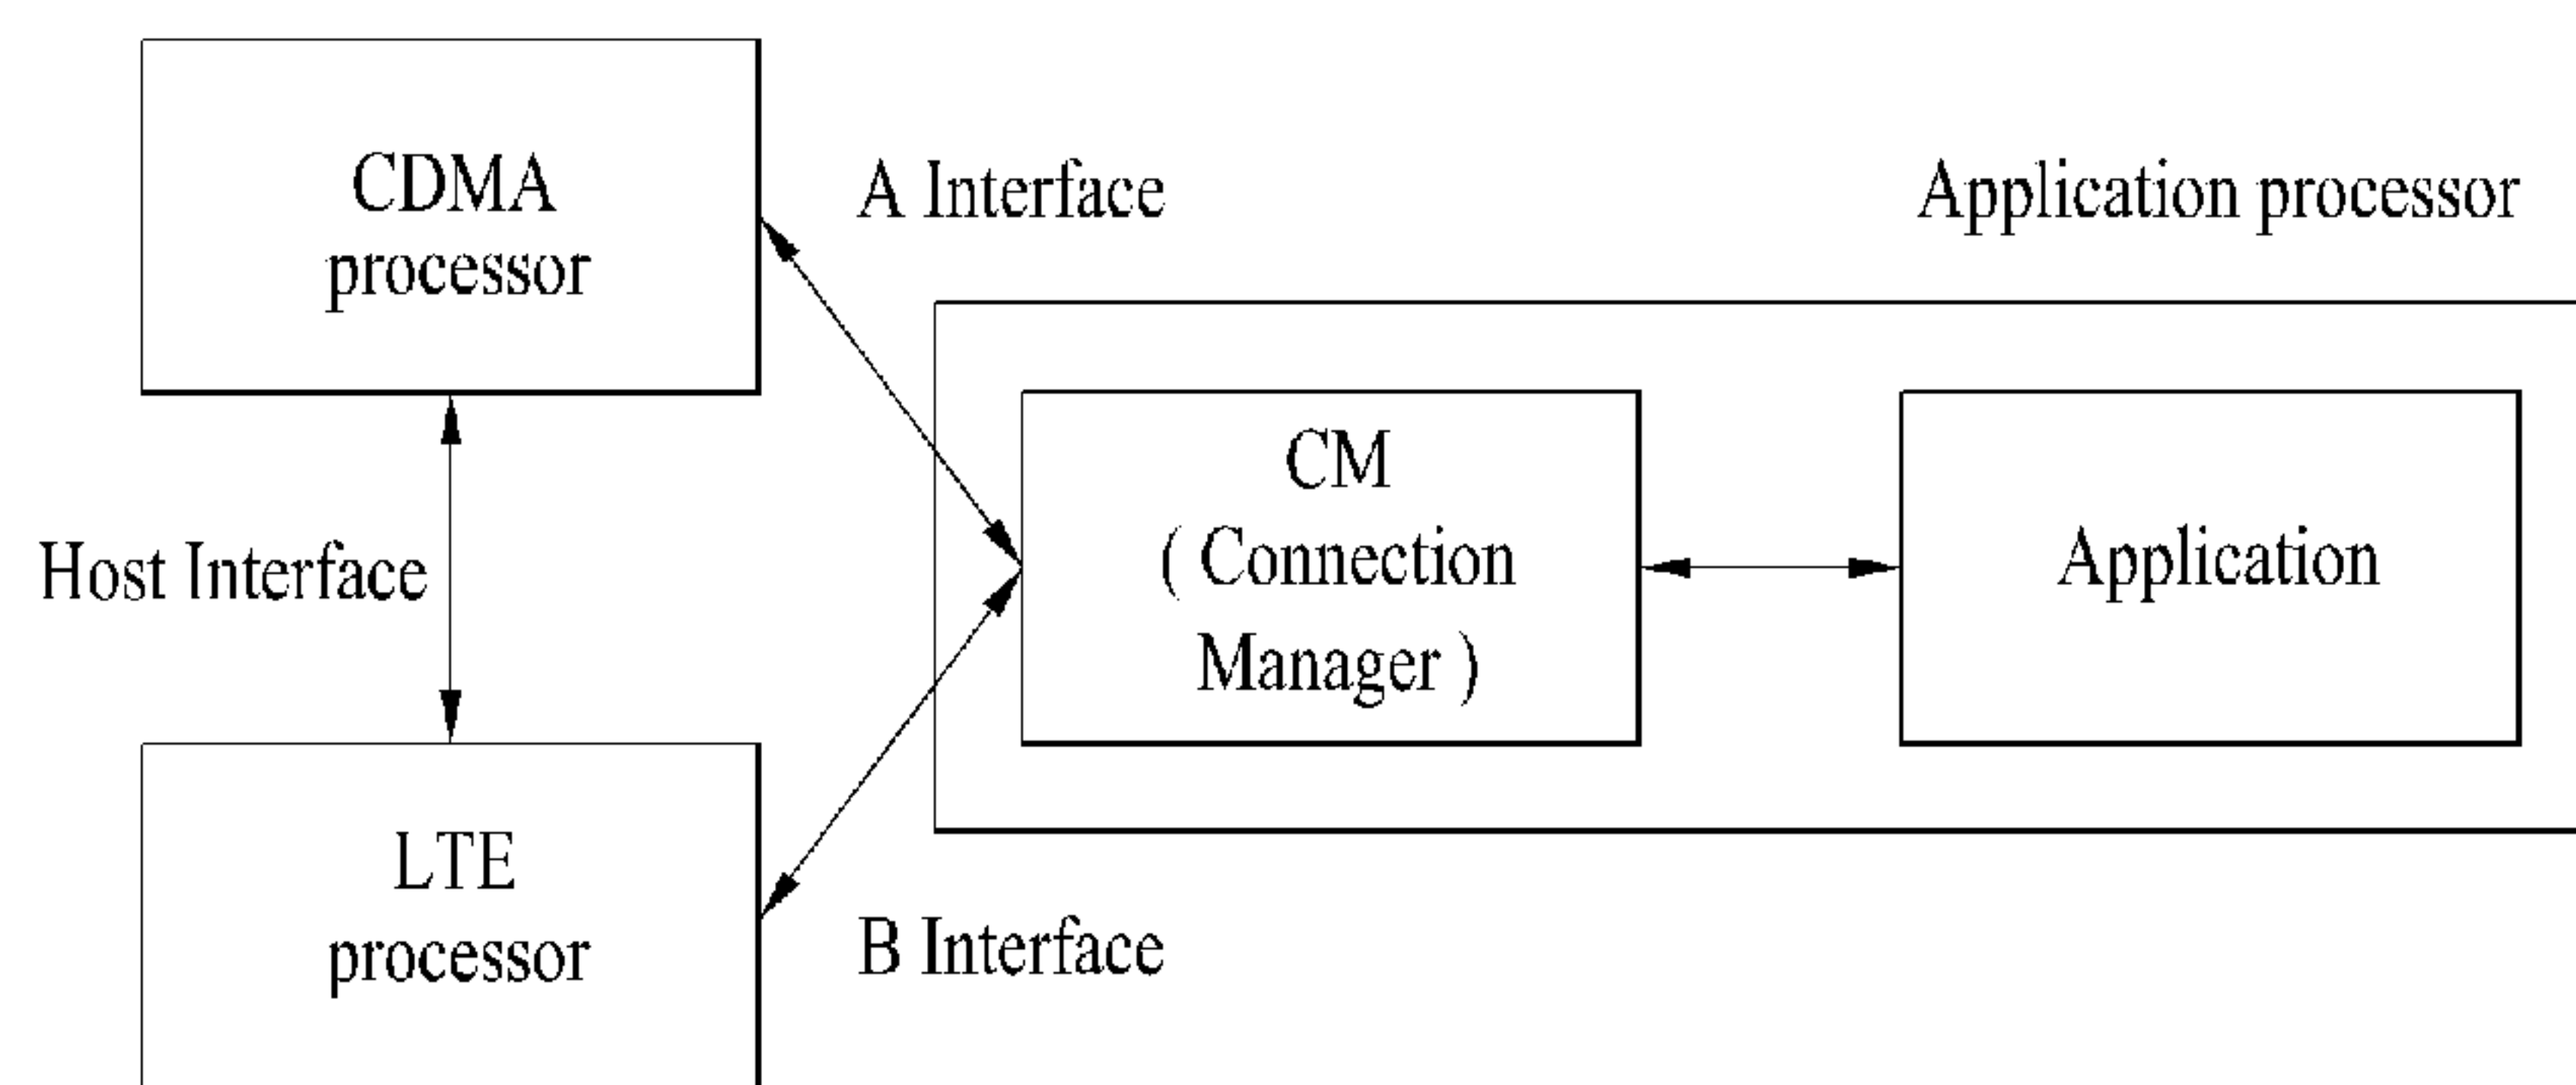 CDMA
processor
A Interface
Application processor
Host Interface
CM
( Connection
Manager )
Application
LTE
processor
B Interface